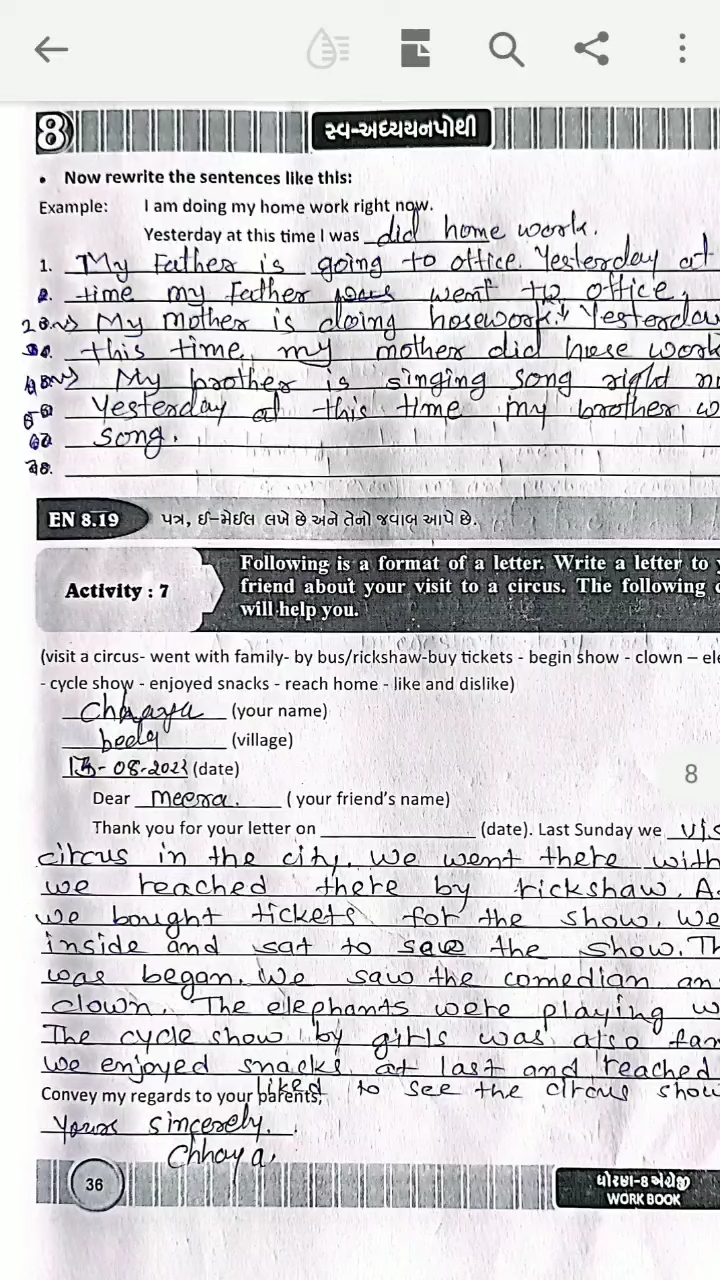 8 સ્વ-અધ્યયનપોથી
• Now rewrite the sentences like this:
Example: I am doing my home work right now.
Yesterday at this time I was did home work.
1. My Father is going to office. Yesterday at
2. time my Father went to office.
My mother is doing hosework. Yesterday
this time, my mother did hose work
My brother is singing song right
Yesterday at this time my brother
song.
EN 8.19 પત્ર, ઈ-મેઈલ લખે છે અને તેનો જવાબ આપે છે.
Activity : 7
Following is a format of a letter. Write a letter to
friend about your visit to a circus. The following
will help you.
(visit a circus- went with family- by bus/rickshaw-buy tickets - begin show - clown – ele
- cycle show - enjoyed snacks - reach home - like and dislike)
Chhaya (your name)
(village)
-08-2023 (date)
8
Dear Meera. ( your friend's name)
Thank you for your letter on ____ (date). Last Sunday we vis
circus in the city. We went there with
we reached there by rickshaw. A
we bought tickets for the show. We
inside and sat to saw the show. Th
was began. We saw the comedian an
clown. The elephants were playing w
The cycle show by girls was also fan
we enjoyed snacks at last and reached
Convey my regards to your parents, liked to see the circus show
Yours sincerely.
Chhaya
36
ધોરણ-8 અંગ્રેજી
WORK BOOK